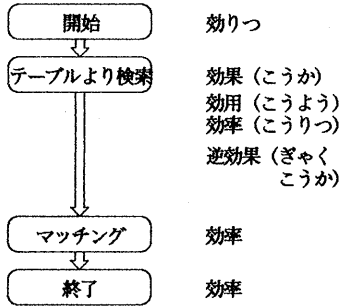 開始 効りつ
テーブルより検索 効果（こうか）
効用（こうよう）
効率（こうりつ）
逆効果（ぎゃく
こうか）
マッチング 効率
終了 効率